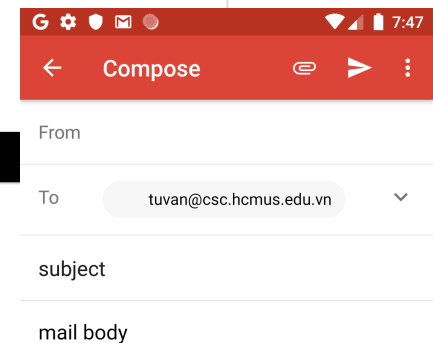 7:47
Compose
From
To tuvan@csc.hcmus.edu.vn
subject
mail body